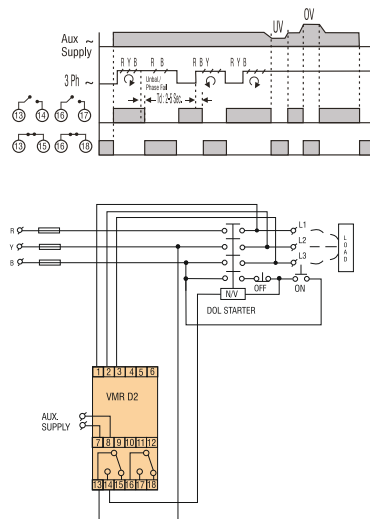 UV OV
Aux ~
Supply
R Y B R B R B Y R Y B
3 Ph ~
Unbal./
Phase Fail
Td : 2-5 Sec.
13 14 16 17
13 15 16 18
R
Y
B
L1
L2
L3
L O A D
OFF ON
N/V
DOL STARTER
1 2 3 4 5 6
VMR D2
AUX.
SUPPLY
7 8 9 10 11 12
13 14 15 16 17 18